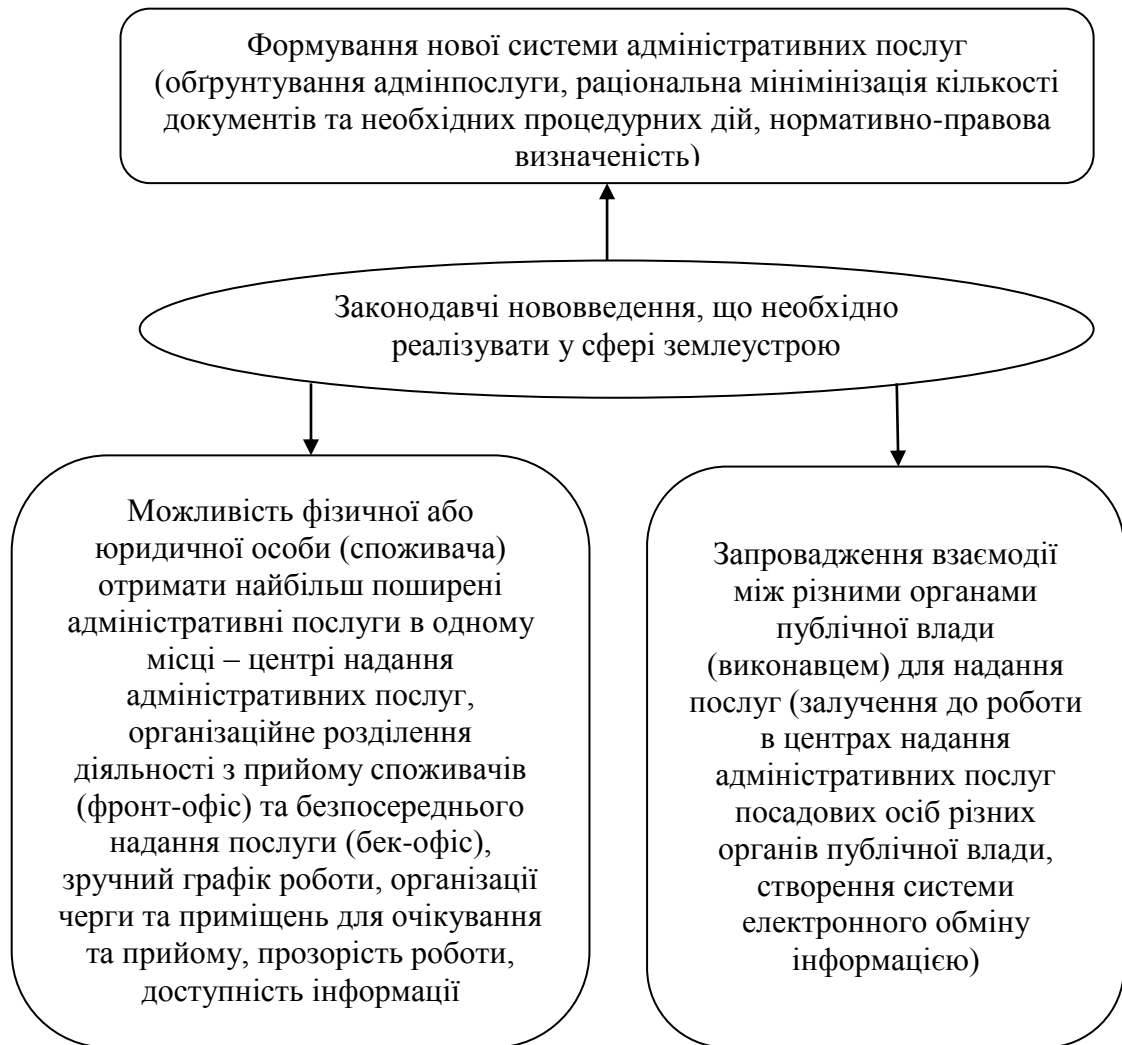 Формування нової системи адміністративних послуг
(обґрунтування адмінпослуги, раціональна мінімінізація кількості
документів та необхідних процедурних дій, нормативно-правова
визначеність)
Законодавчі нововведення, що необхідно
реалізувати у сфері землеустрою
Можливість фізичної або
юридичної особи (споживача)
отримати найбільш поширені
адміністративні послуги в одному
місці – центрі надання
адміністративних послуг,
організаційне розділення
діяльності з прийому споживачів
(фронт-офіс) та безпосереднього
надання послуги (бек-офіс),
зручний графік роботи, організації
черги та приміщень для очікування
та прийому, прозорість роботи,
доступність інформації
Запровадження взаємодії
між різними органами
публічної влади
(виконавцем) для надання
послуг (залучення до роботи
в центрах надання
адміністративних послуг
посадових осіб різних
органів публічної влади,
створення системи
електронного обміну
інформацією)